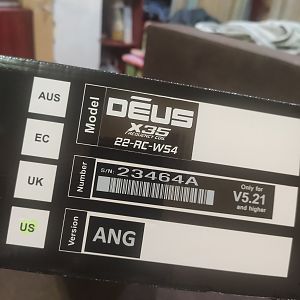 AUS
EC
UK
US
Model
DĒUS
X35
FREQUENCY COIL
22-RC-WS4
Number
S/N: 23464A
Only for
V5.21
and higher
Version
ANG